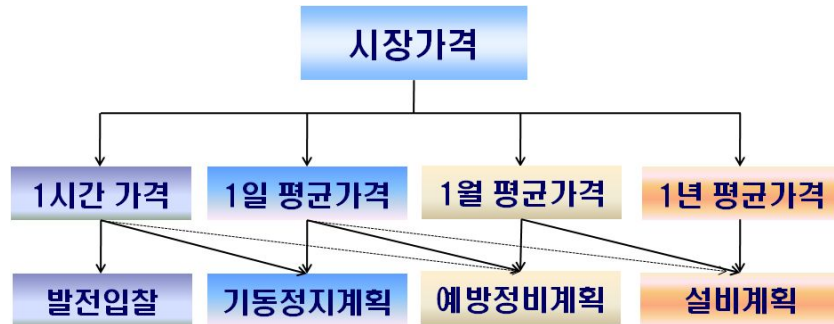 시장가격
1시간 가격
1일 평균가격
1월 평균가격
1년 평균가격
발전입찰
기동정지계획
예방정비계획
설비계획